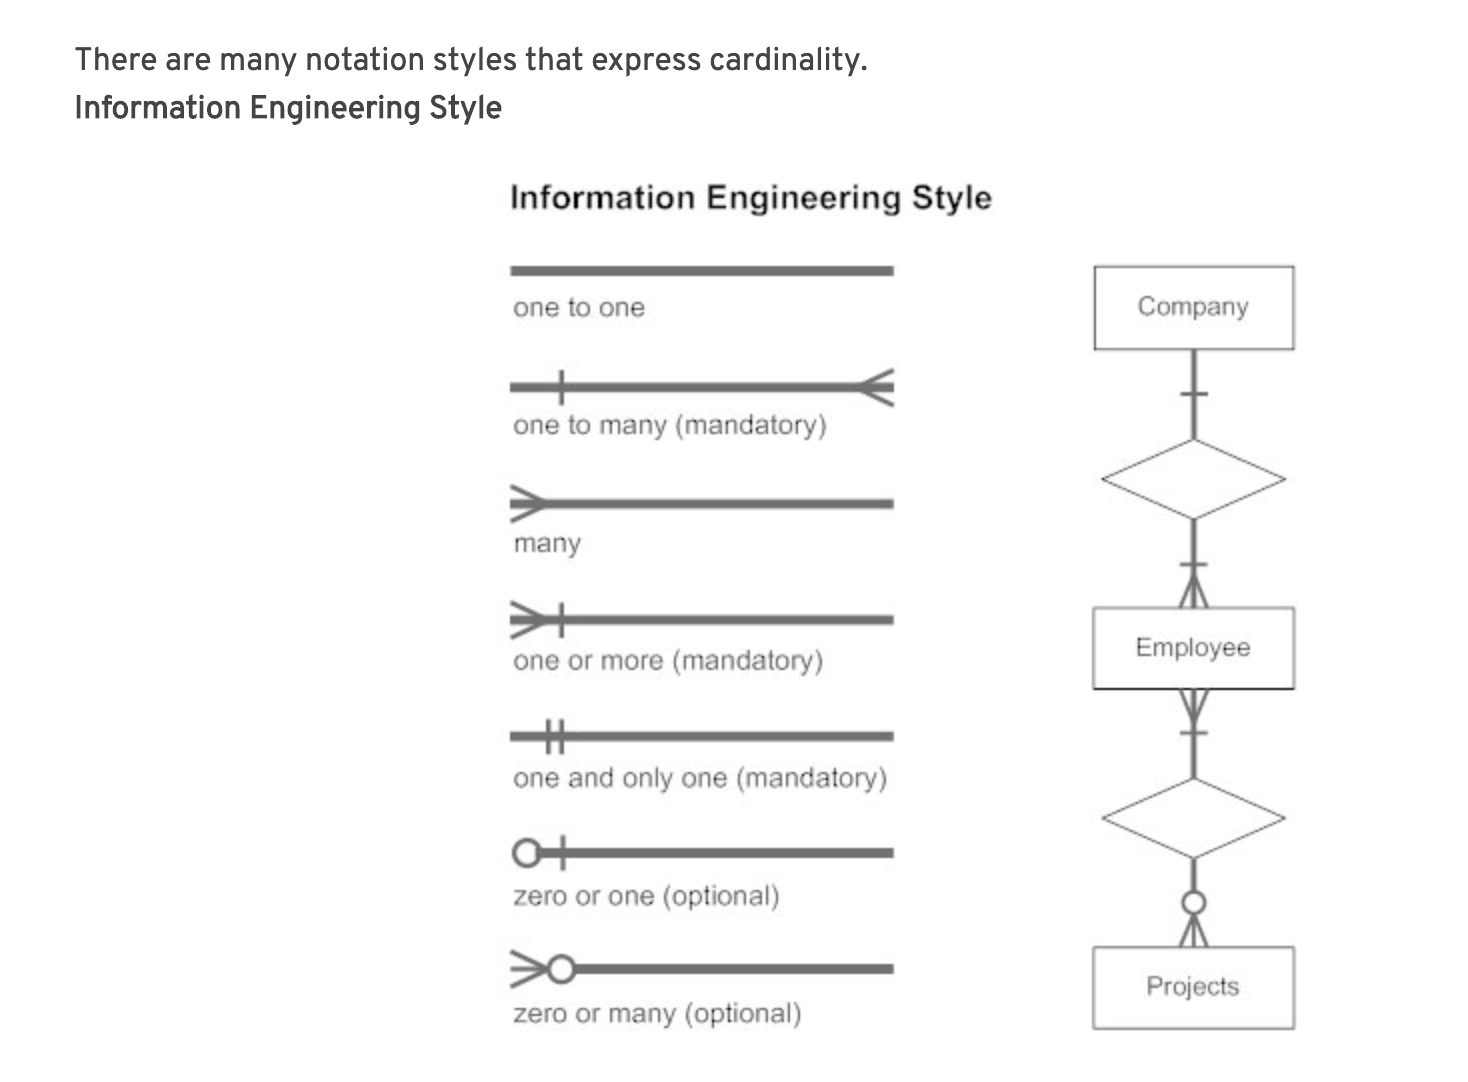 There are many notation styles that express cardinality.
Information Engineering Style
Information Engineering Style
one to one
one to many (mandatory)
many
one or more (mandatory)
one and only one (mandatory)
zero or one (optional)
zero or many (optional)
Company
Employee
Projects